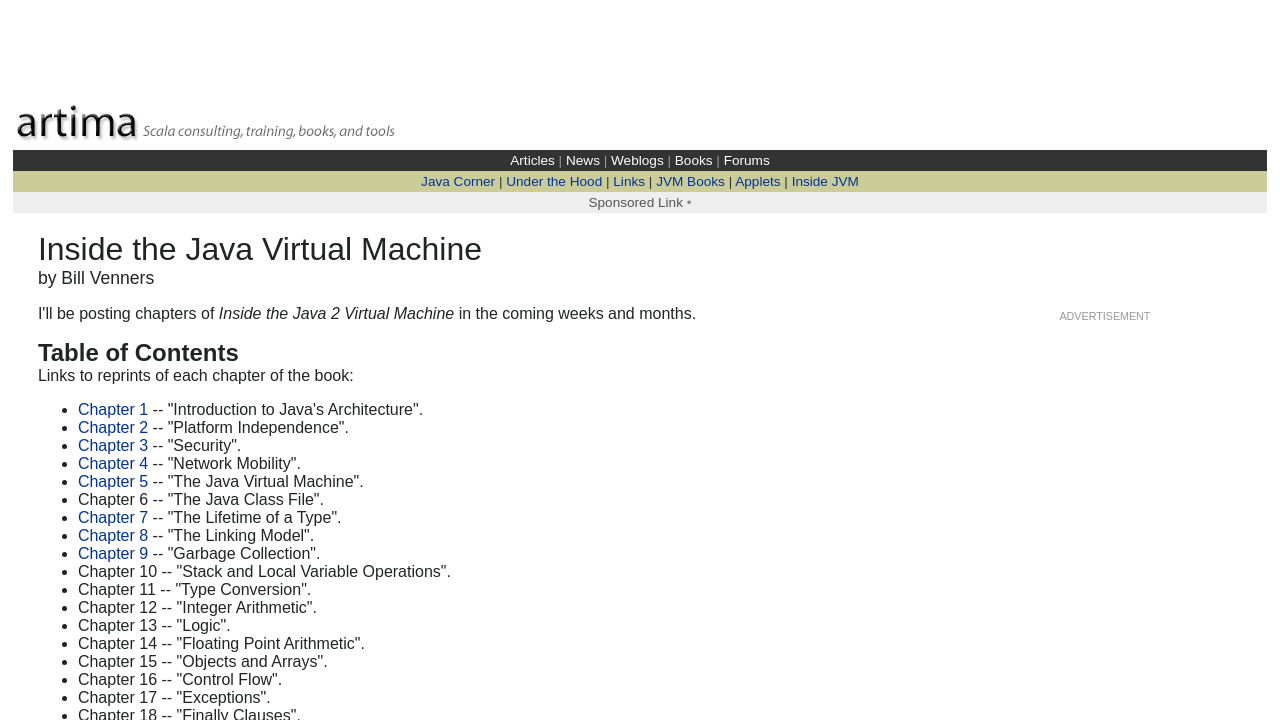 artima Scala consulting, training, books, and tools
Articles | News | Weblogs | Books | Forums
Java Corner | Under the Hood | Links | JVM Books | Applets | Inside JVM
Sponsored Link •
Inside the Java Virtual Machine
by Bill Venners
I'll be posting chapters of Inside the Java 2 Virtual Machine in the coming weeks and months.
ADVERTISEMENT
Table of Contents
Links to reprints of each chapter of the book:
• Chapter 1 -- "Introduction to Java's Architecture".
• Chapter 2 -- "Platform Independence".
• Chapter 3 -- "Security".
• Chapter 4 -- "Network Mobility".
• Chapter 5 -- "The Java Virtual Machine".
• Chapter 6 -- "The Java Class File".
• Chapter 7 -- "The Lifetime of a Type".
• Chapter 8 -- "The Linking Model".
• Chapter 9 -- "Garbage Collection".
• Chapter 10 -- "Stack and Local Variable Operations".
• Chapter 11 -- "Type Conversion".
• Chapter 12 -- "Integer Arithmetic".
• Chapter 13 -- "Logic".
• Chapter 14 -- "Floating Point Arithmetic".
• Chapter 15 -- "Objects and Arrays".
• Chapter 16 -- "Control Flow".
• Chapter 17 -- "Exceptions".
• Chapter 18 -- "Finally Clauses".